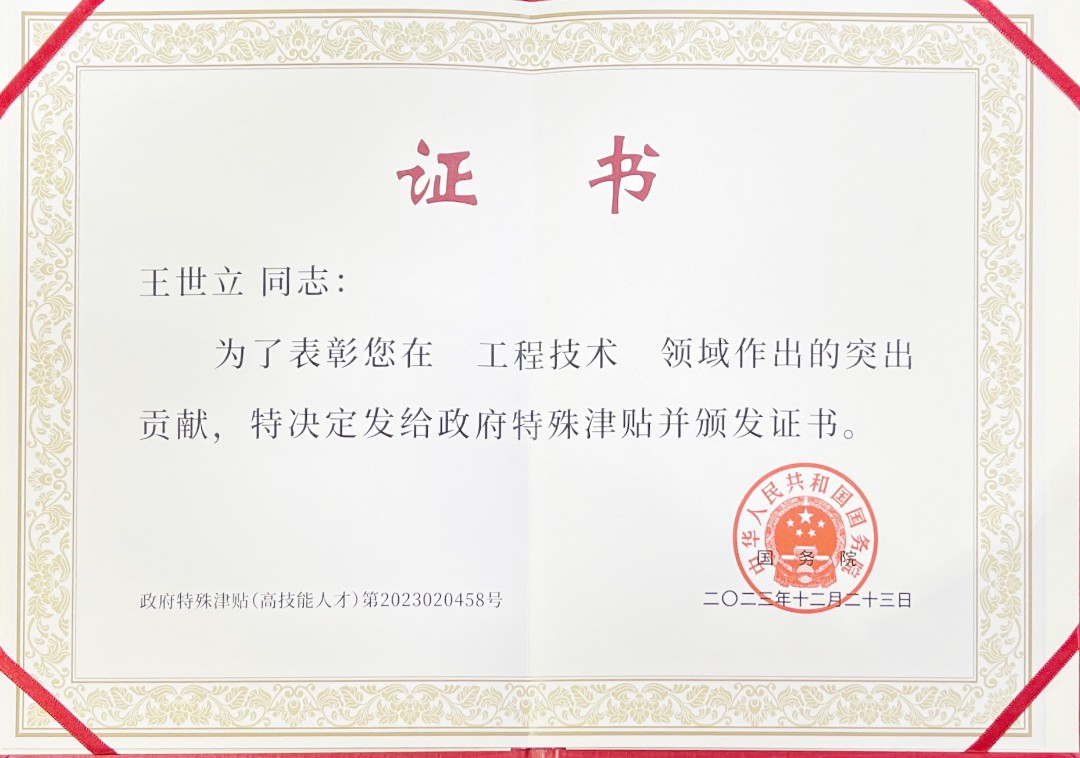 证 书
王世立 同志：
为了表彰您在 工程技术 领域作出的突出
贡献，特决定发给政府特殊津贴并颁发证书。
中华人民共和国国务院
国 务 院
政府特殊津贴(高技能人才)第2023020458号
二〇二三年十二月二十三日